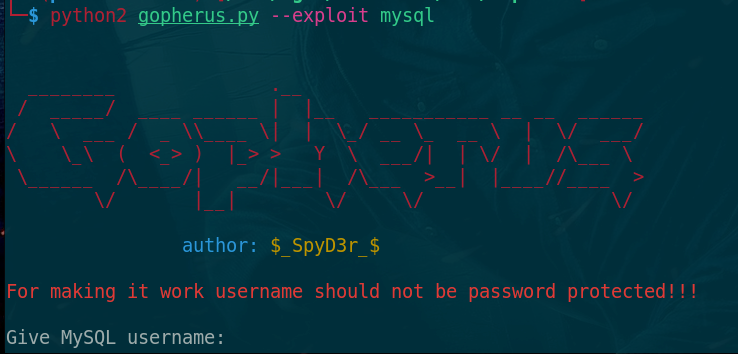 └─$ python2 gopherus.py --exploit mysql
Gopherus
author: $_SpyD3r_$
For making it work username should not be password protected!!!
Give MySQL username: